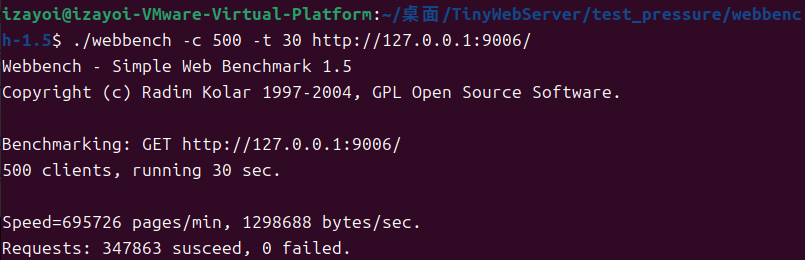 izayoi@izayoi-VMware-Virtual-Platform:~/桌面/TinyWebServer/test_pressure/webbenc
h-1.5$ ./webbench -c 500 -t 30 http://127.0.0.1:9006/
Webbench - Simple Web Benchmark 1.5
Copyright (c) Radim Kolar 1997-2004, GPL Open Source Software.
Benchmarking: GET http://127.0.0.1:9006/
500 clients, running 30 sec.
Speed=695726 pages/min, 1298688 bytes/sec.
Requests: 347863 susceed, 0 failed.